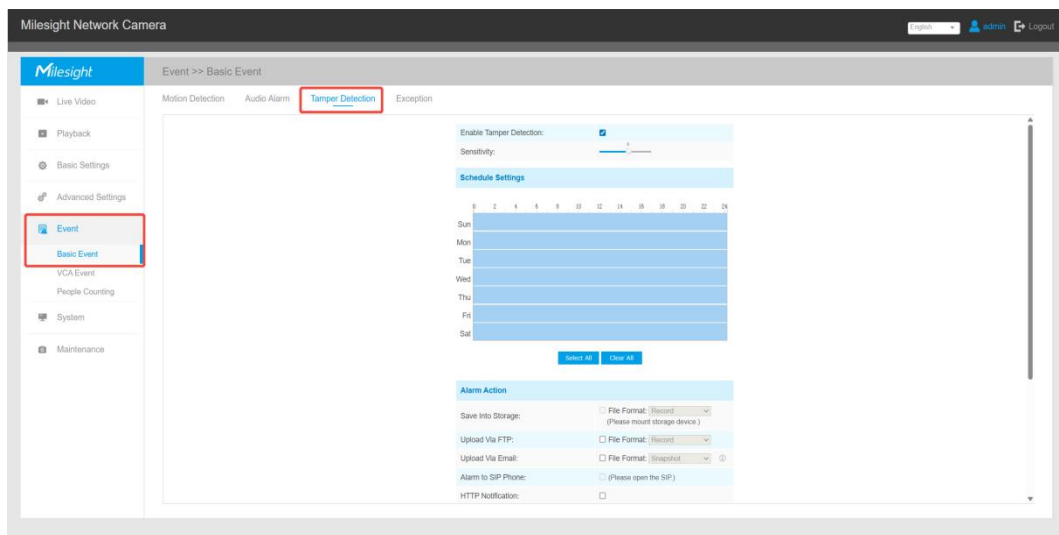 Milesight Network Camera
English
admin
Logout
Milesight
Event >> Basic Event
Live Video
Playback
Basic Settings
Advanced Settings
Event
Basic Event
VCA Event
People Counting
System
Maintenance
Motion Detection Audio Alarm Tamper Detection Exception
Enable Tamper Detection:
Sensitivity:
Schedule Settings
0 2 4 6 8 10 12 14 16 18 20 22 24
Sun
Mon
Tue
Wed
Thu
Fri
Sat
Select All Clear All
Alarm Action
Save Into Storage: File Format: Record
(Please mount storage device.)
Upload Via FTP: File Format: Record
Upload Via Email: File Format: Snapshot
Alarm to SIP Phone: (Please open the SIP.)
HTTP Notification: